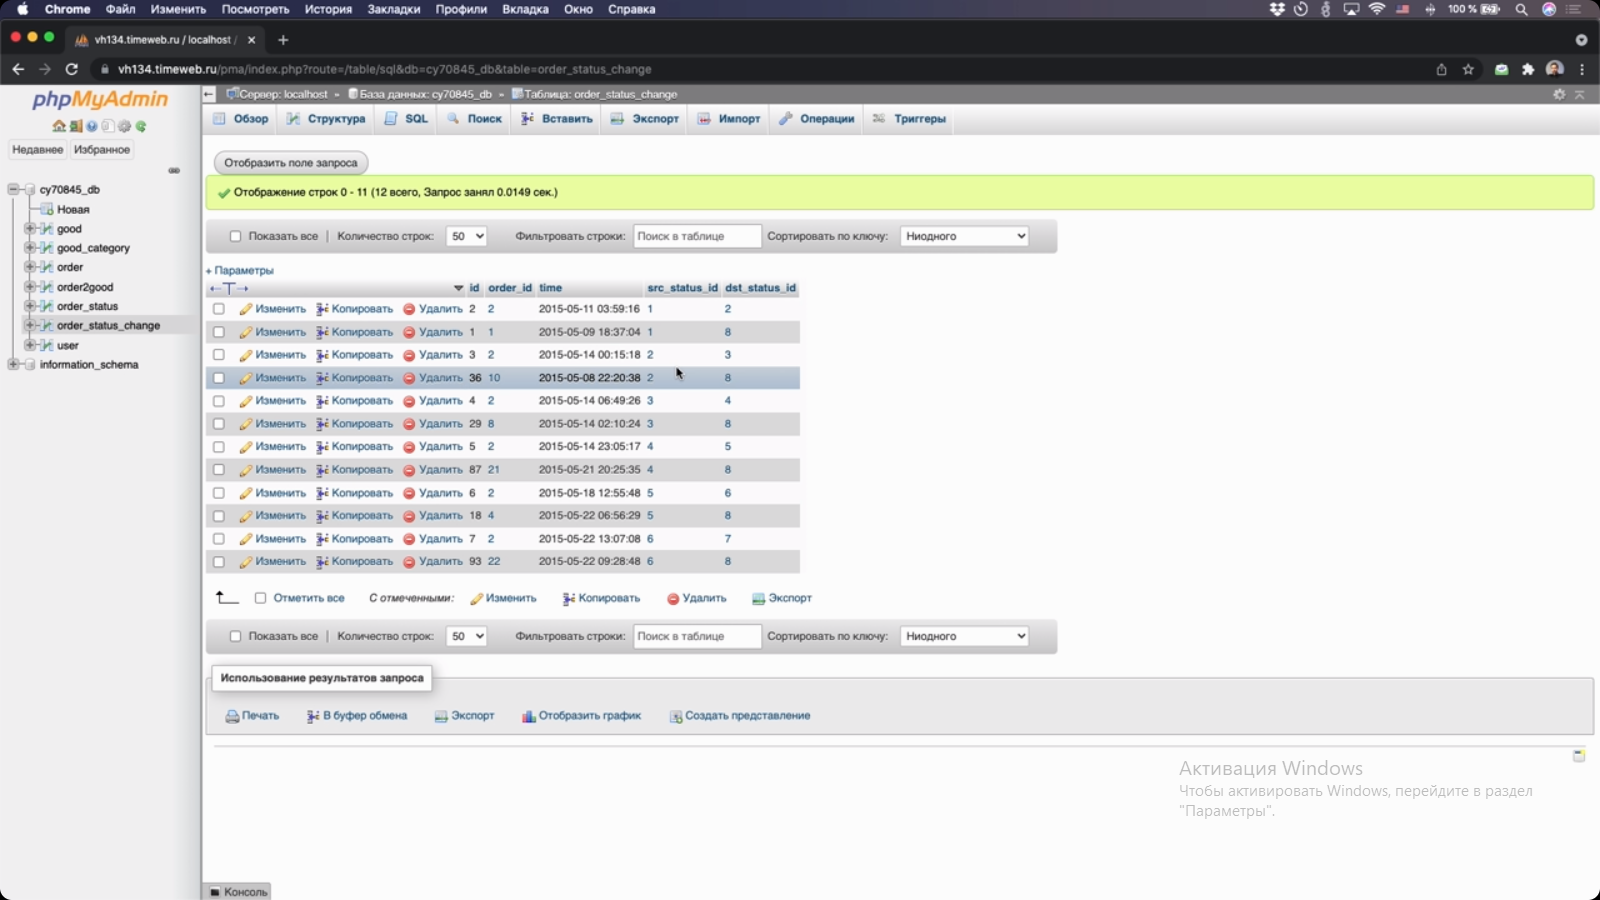 Chrome Файл Изменить Посмотреть История Закладки Профили Вкладка Окно Справка 100 %
vh134.timeweb.ru / localhost /
vh134.timeweb.ru/pma/index.php?route=/table/sql&db=cy70845_db&table=order_status_change
phpMyAdmin
Недавнее Избранное
cy70845_db
Новая
good
good_category
order
order2good
order_status
order_status_change
user
information_schema
Сервер: localhost » База данных: cy70845_db » Таблица: order_status_change
Обзор Структура SQL Поиск Вставить Экспорт Импорт Операции Триггеры
Отобразить поле запроса
Отображение строк 0 - 11 (12 всего, Запрос занял 0.0149 сек.)
Показать все | Количество строк: 50 Фильтровать строки: Поиск в таблице Сортировать по ключу: Ниодного
+ Параметры
←T→ id order_id time src_status_id dst_status_id
Изменить Копировать Удалить 2 2 2015-05-11 03:59:16 1 2
Изменить Копировать Удалить 1 1 2015-05-09 18:37:04 1 8
Изменить Копировать Удалить 3 2 2015-05-14 00:15:18 2 3
Изменить Копировать Удалить 36 10 2015-05-08 22:20:38 2 8
Изменить Копировать Удалить 4 2 2015-05-14 06:49:26 3 4
Изменить Копировать Удалить 29 8 2015-05-14 02:10:24 3 8
Изменить Копировать Удалить 5 2 2015-05-14 23:05:17 4 5
Изменить Копировать Удалить 87 21 2015-05-21 20:25:35 4 8
Изменить Копировать Удалить 6 2 2015-05-18 12:55:48 5 6
Изменить Копировать Удалить 18 4 2015-05-22 06:56:29 5 8
Изменить Копировать Удалить 7 2 2015-05-22 13:07:08 6 7
Изменить Копировать Удалить 93 22 2015-05-22 09:28:48 6 8
Отметить все С отмеченными: Изменить Копировать Удалить Экспорт
Показать все | Количество строк: 50 Фильтровать строки: Поиск в таблице Сортировать по ключу: Ниодного
Использование результатов запроса
Печать В буфер обмена Экспорт Отобразить график Создать представление
Активация Windows
Чтобы активировать Windows, перейдите в раздел
"Параметры".
Консоль